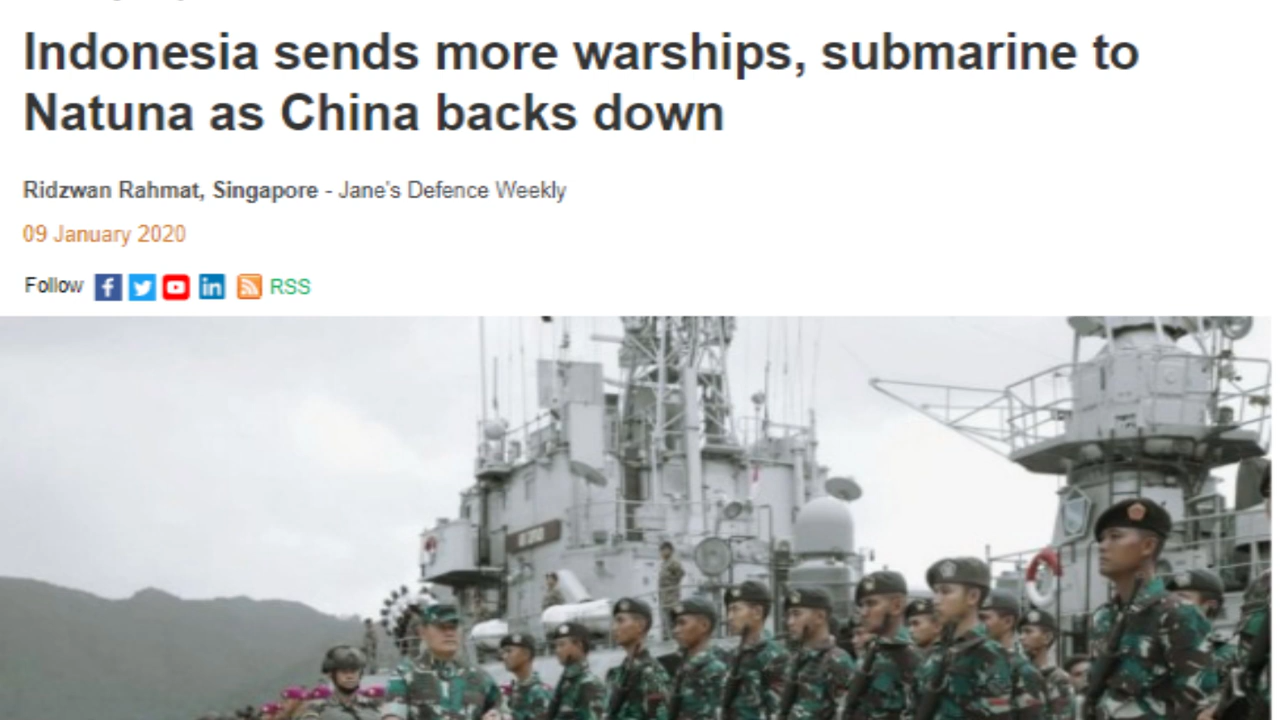 Indonesia sends more warships, submarine to
Natuna as China backs down
Ridzwan Rahmat, Singapore - Jane's Defence Weekly
09 January 2020
Follow f in RSS